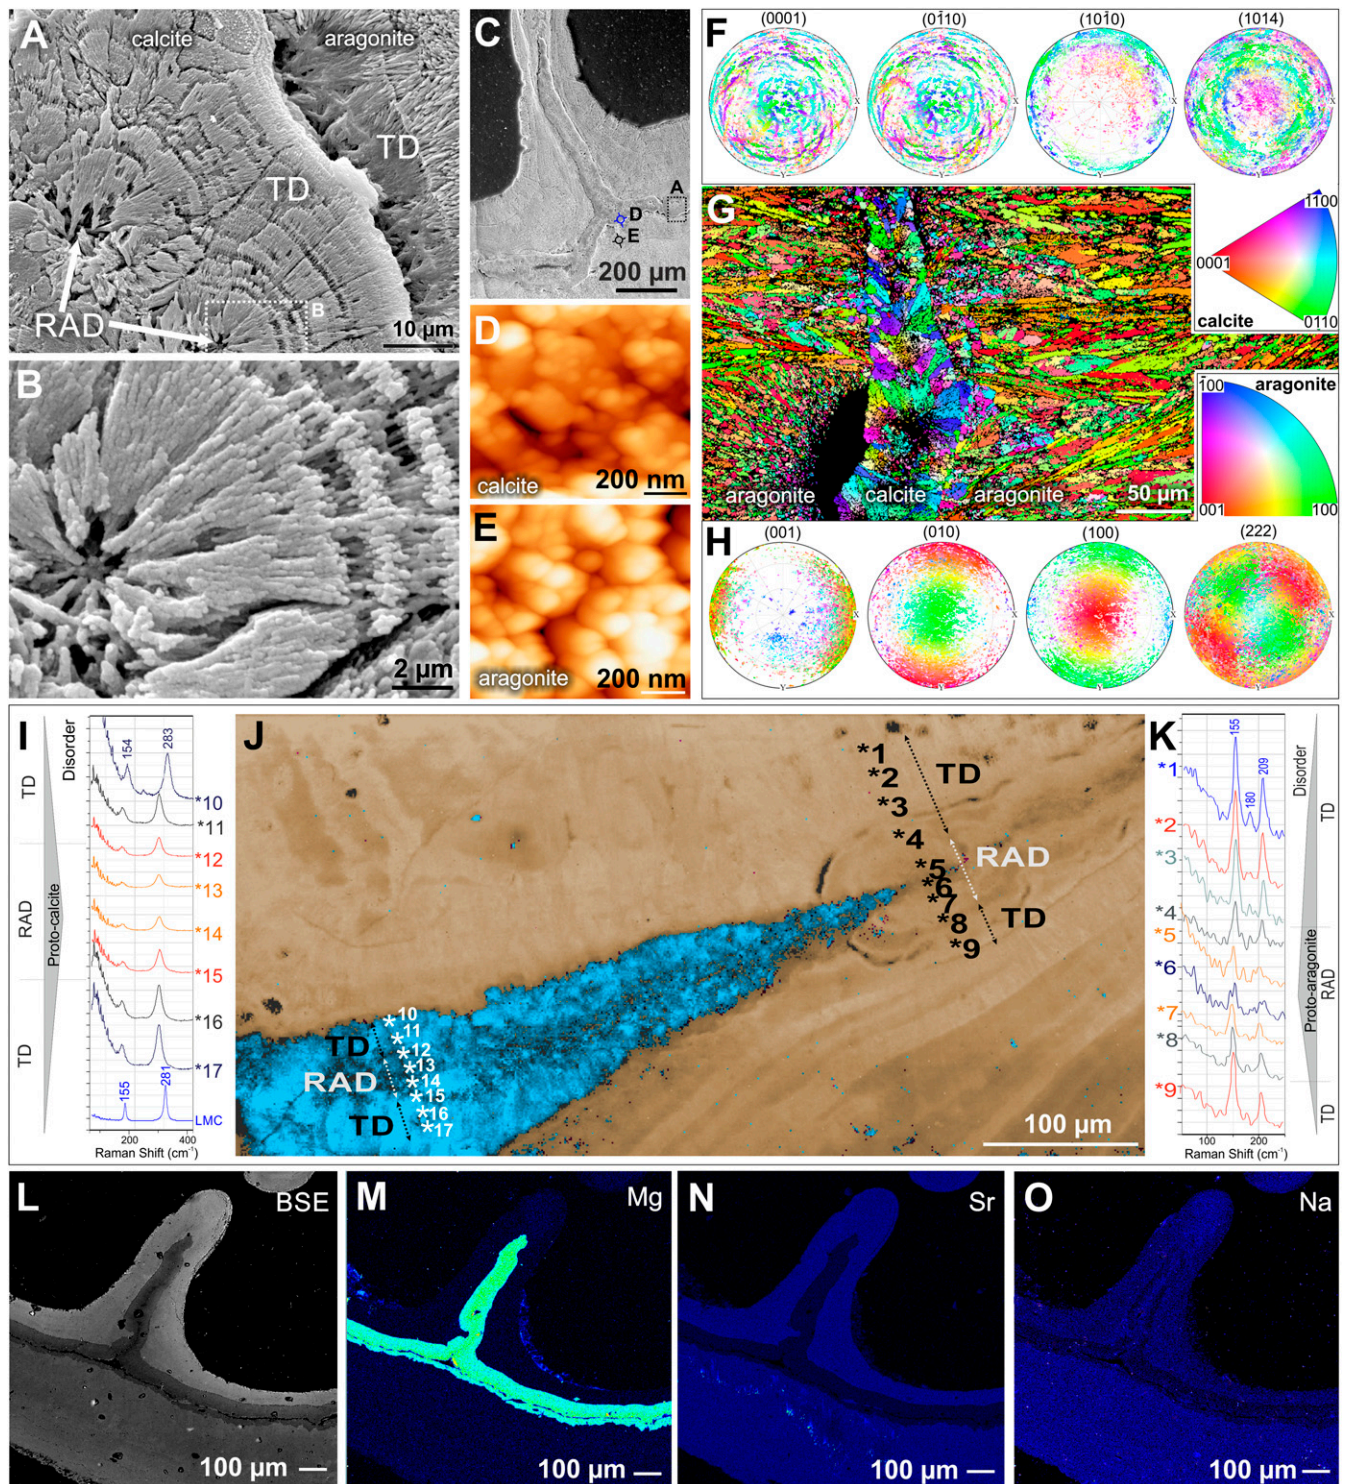 A
calcite
aragonite
TD
TD
RAD
B
10 µm
B
2 µm
C
A
D
E
200 µm
D
calcite
200 nm
E
aragonite
200 nm
F
(0001)
(01̄10)
(101̄0)
(1014)
X
X
X
X
Y
Y
Y
Y
G
aragonite
calcite
aragonite
50 µm
1̄100
0001
0110
calcite
1̄00
aragonite
001
100
H
(001)
(010)
(100)
(222)
X
X
X
X
Y
Y
Y
Y
I
Disorder
TD
RAD
TD
Proto-calcite
154
283
*10
*11
*12
*13
*14
*15
*16
*17
155
281
LMC
200
400
Raman Shift (cm⁻¹)
J
*1
*2
*3
*4
*5
*6
*7
*8
*9
TD
RAD
TD
*10
*11
*12
*13
*14
*15
*16
*17
TD
RAD
TD
100 µm
K
155
180
209
*1
*2
*3
*4
*5
*6
*7
*8
*9
100
200
Raman Shift (cm⁻¹)
Disorder
Proto-aragonite
TD
RAD
TD
L
BSE
100 µm
M
Mg
100 µm
N
Sr
100 µm
O
Na
100 µm